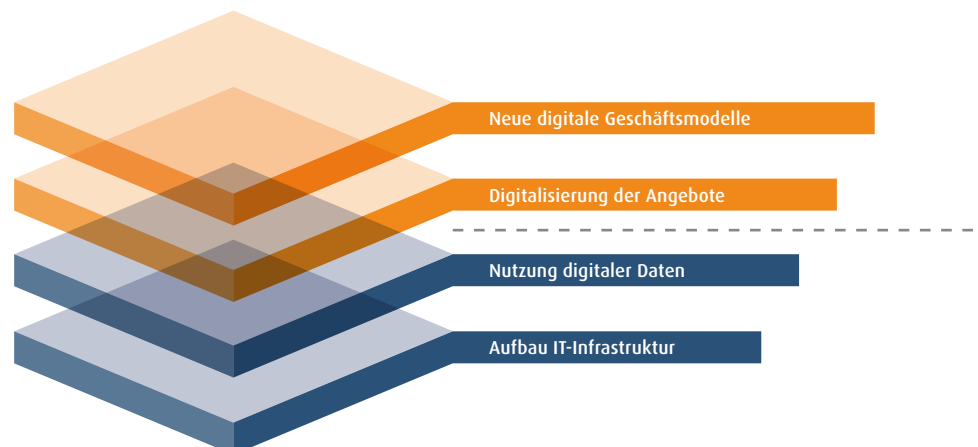 Neue digitale Geschäftsmodelle
Digitalisierung der Angebote
Nutzung digitaler Daten
Aufbau IT-Infrastruktur